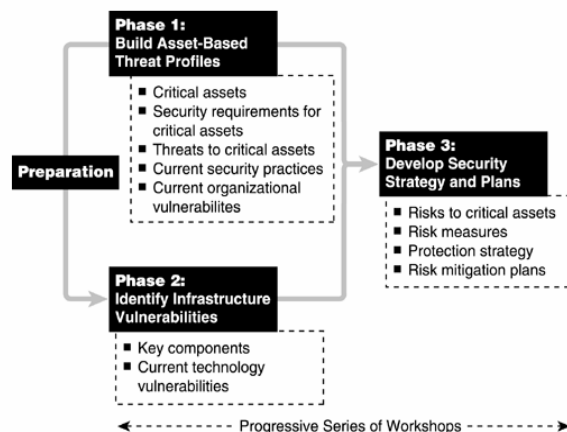 Phase 1:
Build Asset-Based
Threat Profiles
■ Critical assets
■ Security requirements for
critical assets
■ Threats to critical assets
■ Current security practices
■ Current organizational
vulnerabilites
Preparation
Phase 2:
Identify Infrastructure
Vulnerabilities
■ Key components
■ Current technology
vulnerabilities
Phase 3:
Develop Security
Strategy and Plans
■ Risks to critical assets
■ Risk measures
■ Protection strategy
■ Risk mitigation plans
Progressive Series of Workshops